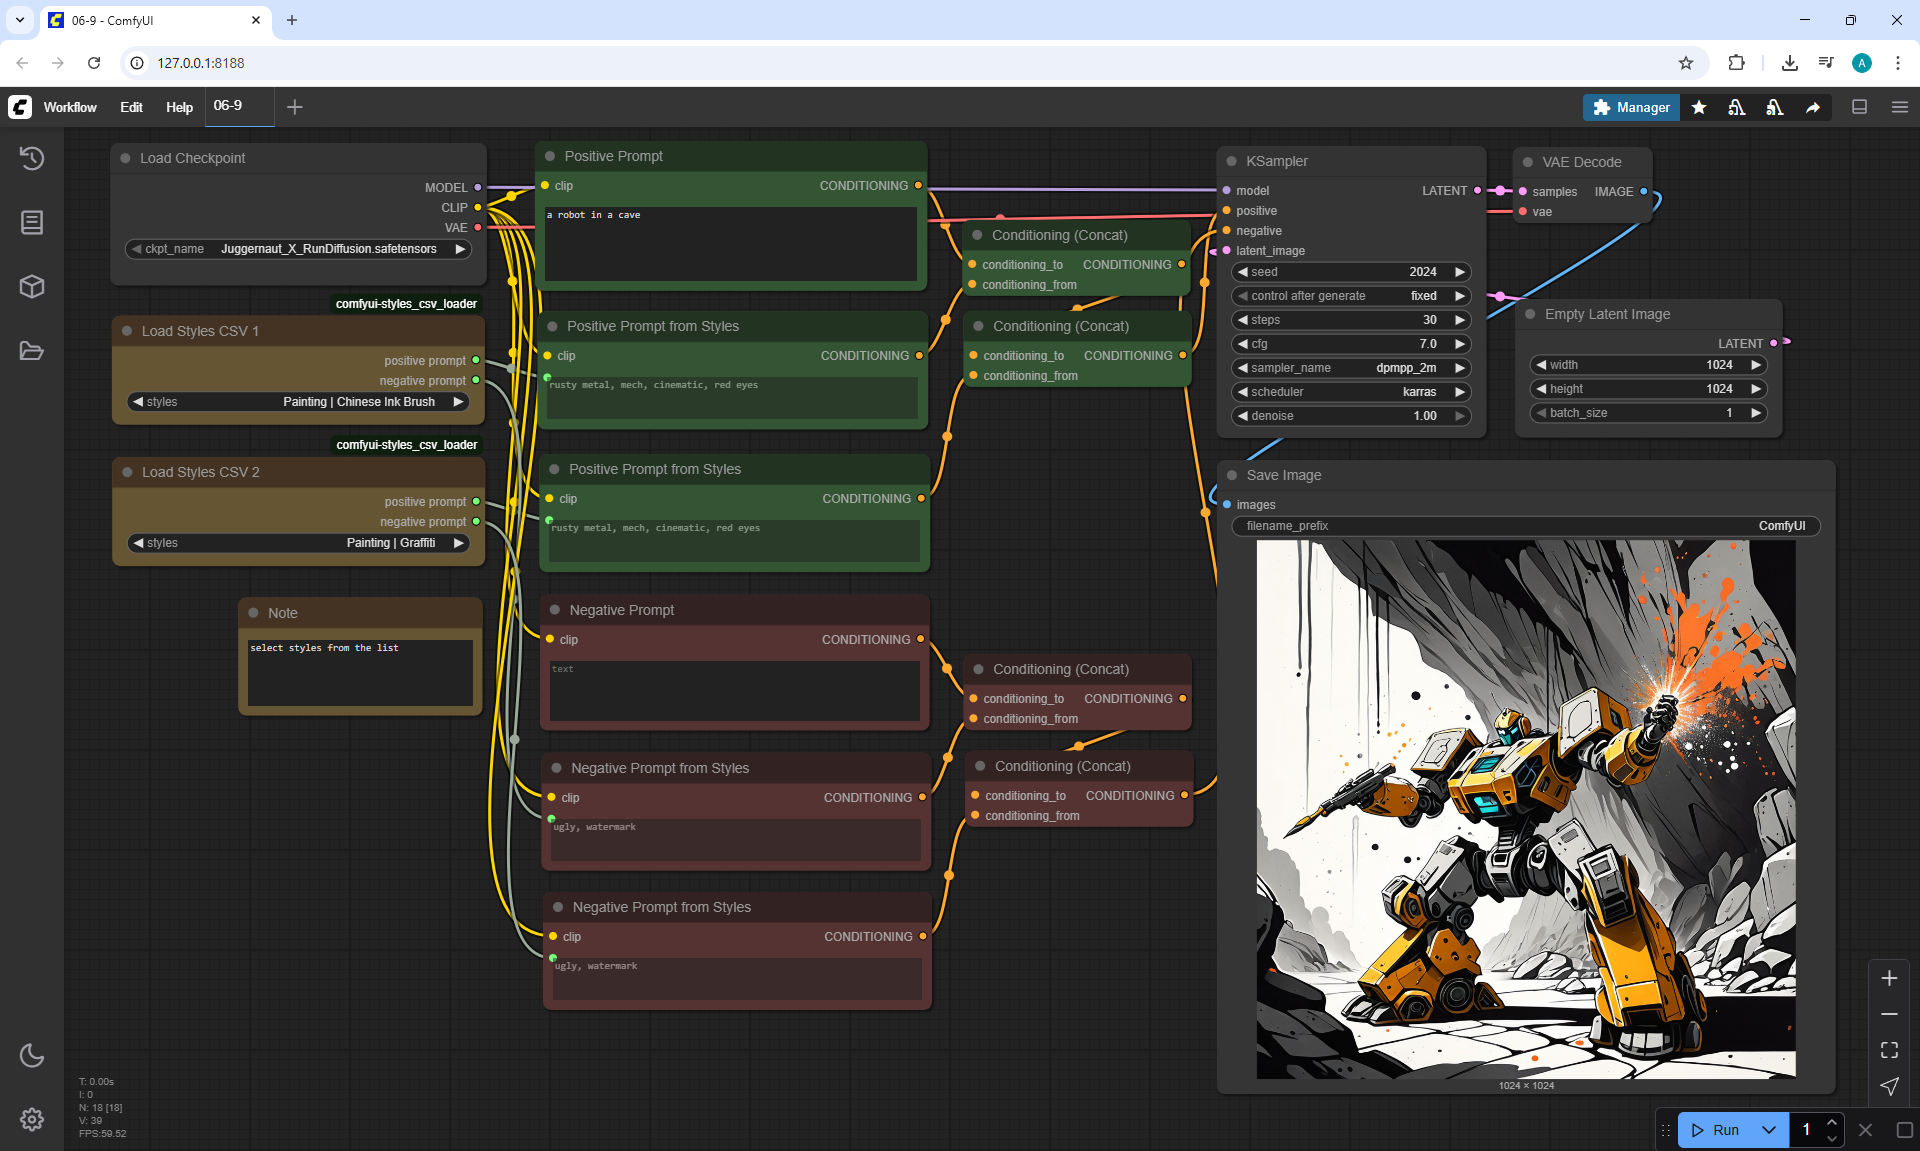 06-9 - ComfyUI
127.0.0.1:8188
Workflow
Edit
Help
06-9
Manager
Load Checkpoint
MODEL
CLIP
VAE
ckpt_name Juggernaut_X_RunDiffusion.safetensors
comfyui-styles_csv_loader
Load Styles CSV 1
positive prompt
negative prompt
styles Painting | Chinese Ink Brush
comfyui-styles_csv_loader
Load Styles CSV 2
positive prompt
negative prompt
styles Painting | Graffiti
Note
select styles from the list
Positive Prompt
clip CONDITIONING
a robot in a cave
Positive Prompt from Styles
clip CONDITIONING
rusty metal, mech, cinematic, red eyes
Positive Prompt from Styles
clip CONDITIONING
rusty metal, mech, cinematic, red eyes
Negative Prompt
clip CONDITIONING
text
Negative Prompt from Styles
clip CONDITIONING
ugly, watermark
Negative Prompt from Styles
clip CONDITIONING
ugly, watermark
Conditioning (Concat)
conditioning_to CONDITIONING
conditioning_from
Conditioning (Concat)
conditioning_to CONDITIONING
conditioning_from
Conditioning (Concat)
conditioning_to CONDITIONING
conditioning_from
Conditioning (Concat)
conditioning_to CONDITIONING
conditioning_from
KSampler
model LATENT
positive
negative
latent_image
seed 2024
control after generate fixed
steps 30
cfg 7.0
sampler_name dpmpp_2m
scheduler karras
denoise 1.00
VAE Decode
samples IMAGE
vae
Empty Latent Image
LATENT
width 1024
height 1024
batch_size 1
Save Image
images
filename_prefix ComfyUI
1024 × 1024
T: 0.00s
I: 0
N: 18 [18]
V: 39
FPS:59.52
Run 1
A